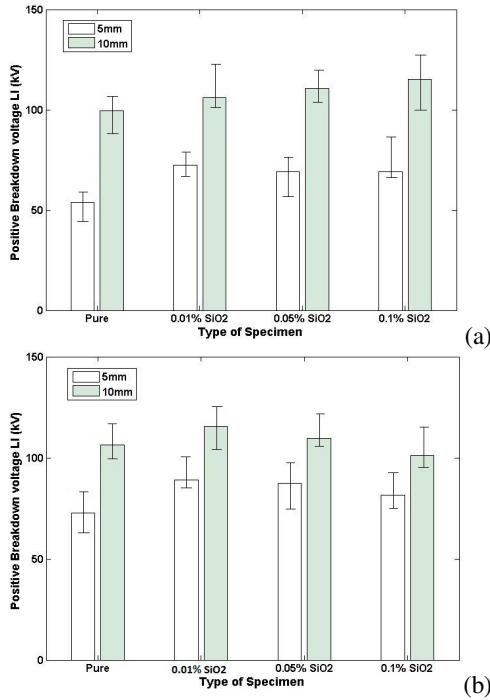 150
5mm
10mm
Positive Breakdown voltage LI (kV)
100
50
0
Pure
0.01% SiO2
0.05% SiO2
0.1% SiO2
Type of Specimen
(a)
150
5mm
10mm
Positive Breakdown voltage LI (kV)
100
50
0
Pure
0.01% SiO2
0.05% SiO2
0.1% SiO2
Type of Specimen
(b)